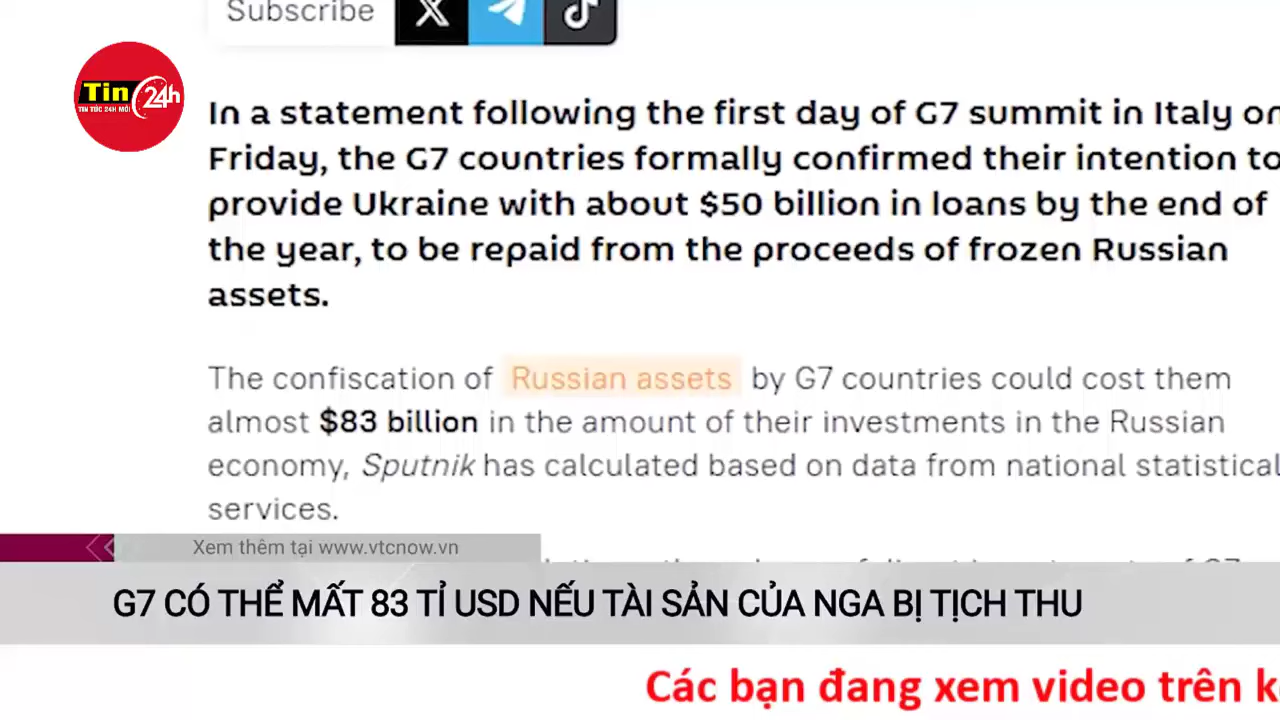 Subscribe
Tin 24h
TIN TỨC 24H MỚI
In a statement following the first day of G7 summit in Italy on
Friday, the G7 countries formally confirmed their intention to
provide Ukraine with about $50 billion in loans by the end of
the year, to be repaid from the proceeds of frozen Russian
assets.
The confiscation of Russian assets by G7 countries could cost them
almost $83 billion in the amount of their investments in the Russian
economy, Sputnik has calculated based on data from national statistical
services.
Xem thêm tại www.vtcnow.vn
G7 CÓ THỂ MẤT 83 TỈ USD NẾU TÀI SẢN CỦA NGA BỊ TỊCH THU
Các bạn đang xem video trên